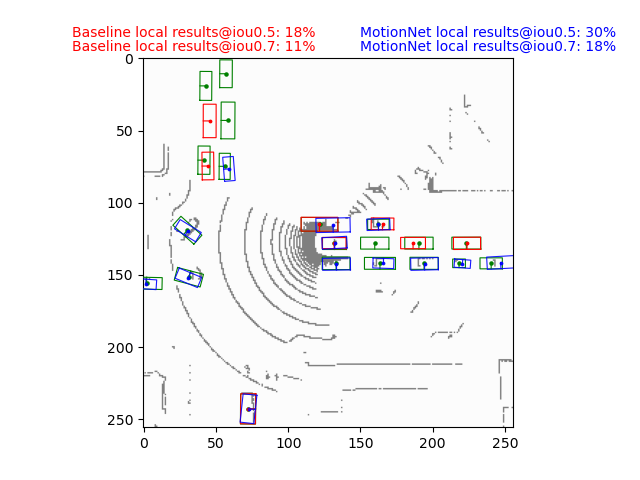 Baseline local results@iou0.5: 18% MotionNet local results@iou0.5: 30%
Baseline local results@iou0.7: 11% MotionNet local results@iou0.7: 18%
0
50
100
150
200
250
0 50 100 150 200 250